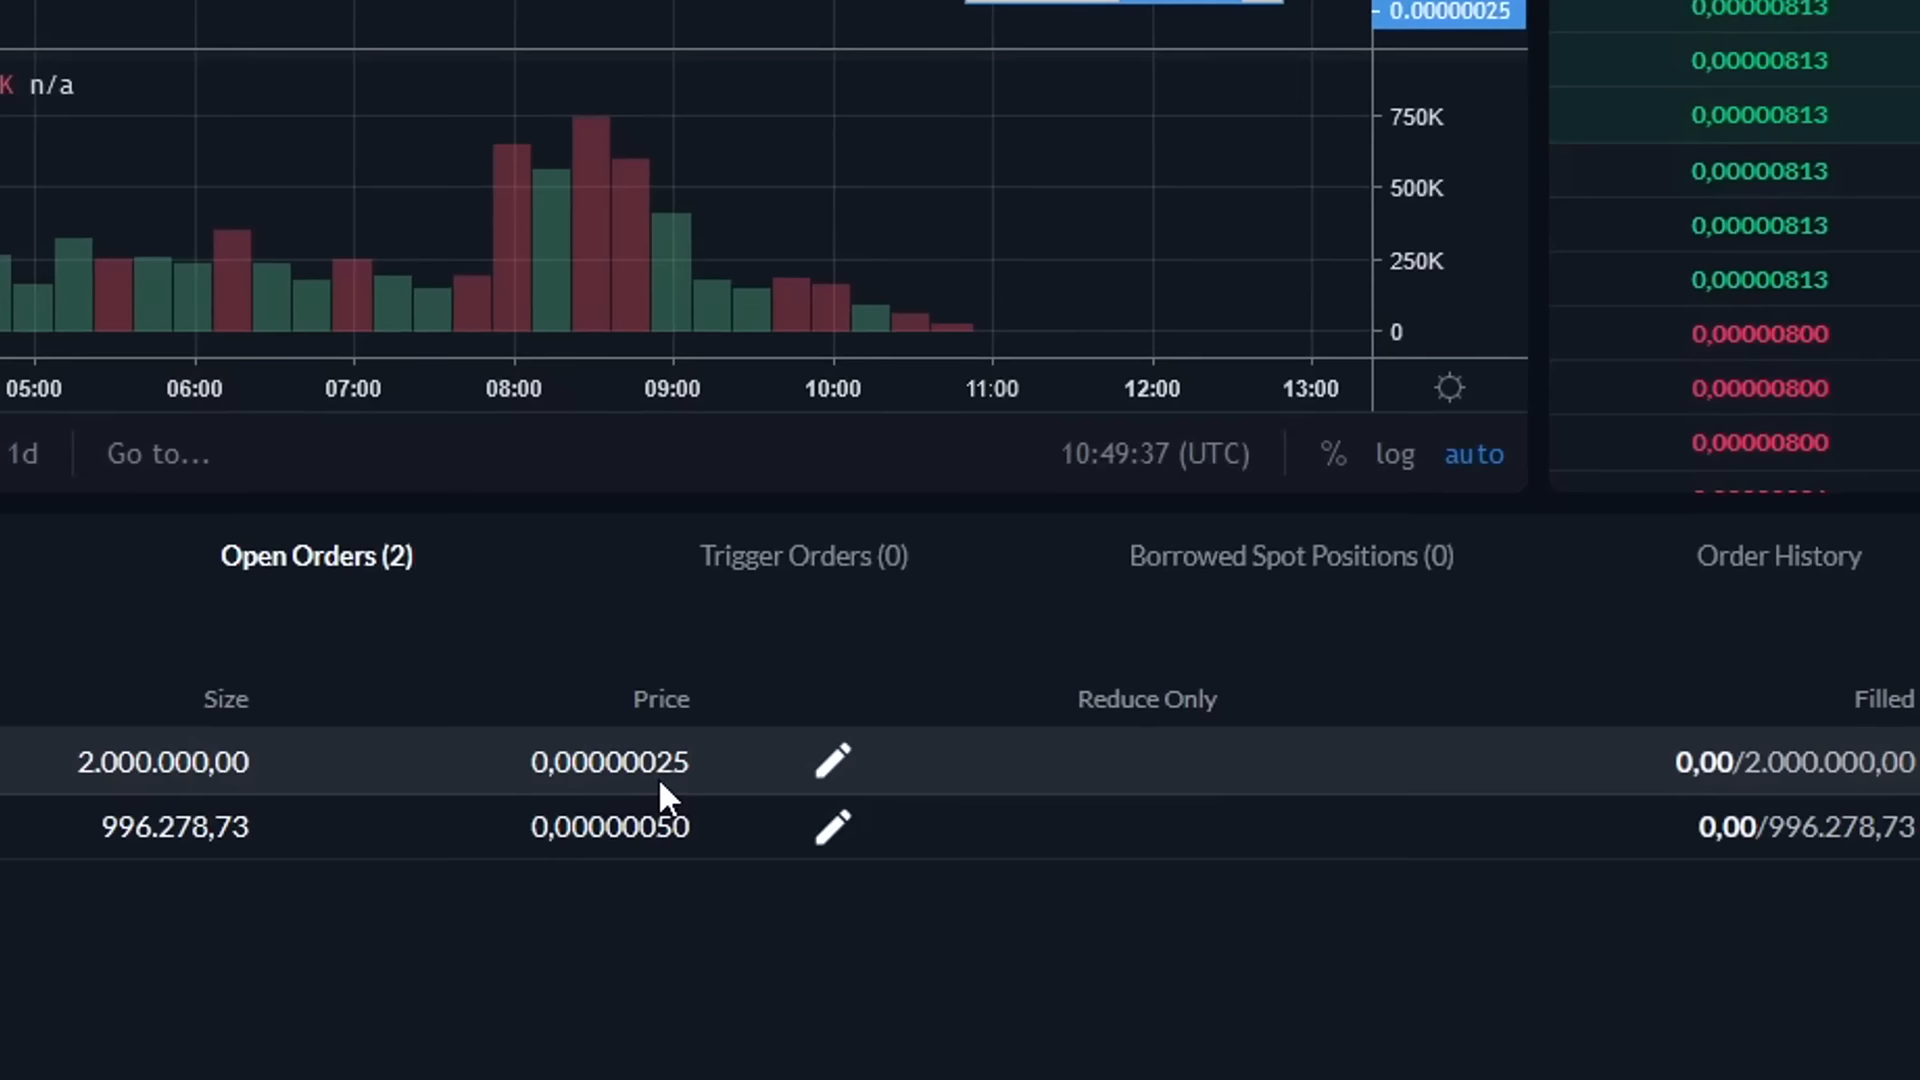 0.00000025
K n/a
750K
500K
250K
0
05:00 06:00 07:00 08:00 09:00 10:00 11:00 12:00 13:00
1d Go to... 10:49:37 (UTC) % log auto
0,00000813
0,00000813
0,00000813
0,00000813
0,00000813
0,00000813
0,00000800
0,00000800
0,00000800
Open Orders (2) Trigger Orders (0) Borrowed Spot Positions (0) Order History
Size Price Reduce Only Filled
2.000.000,00 0,00000025 0,00/2.000.000,00
996.278,73 0,00000050 0,00/996.278,73